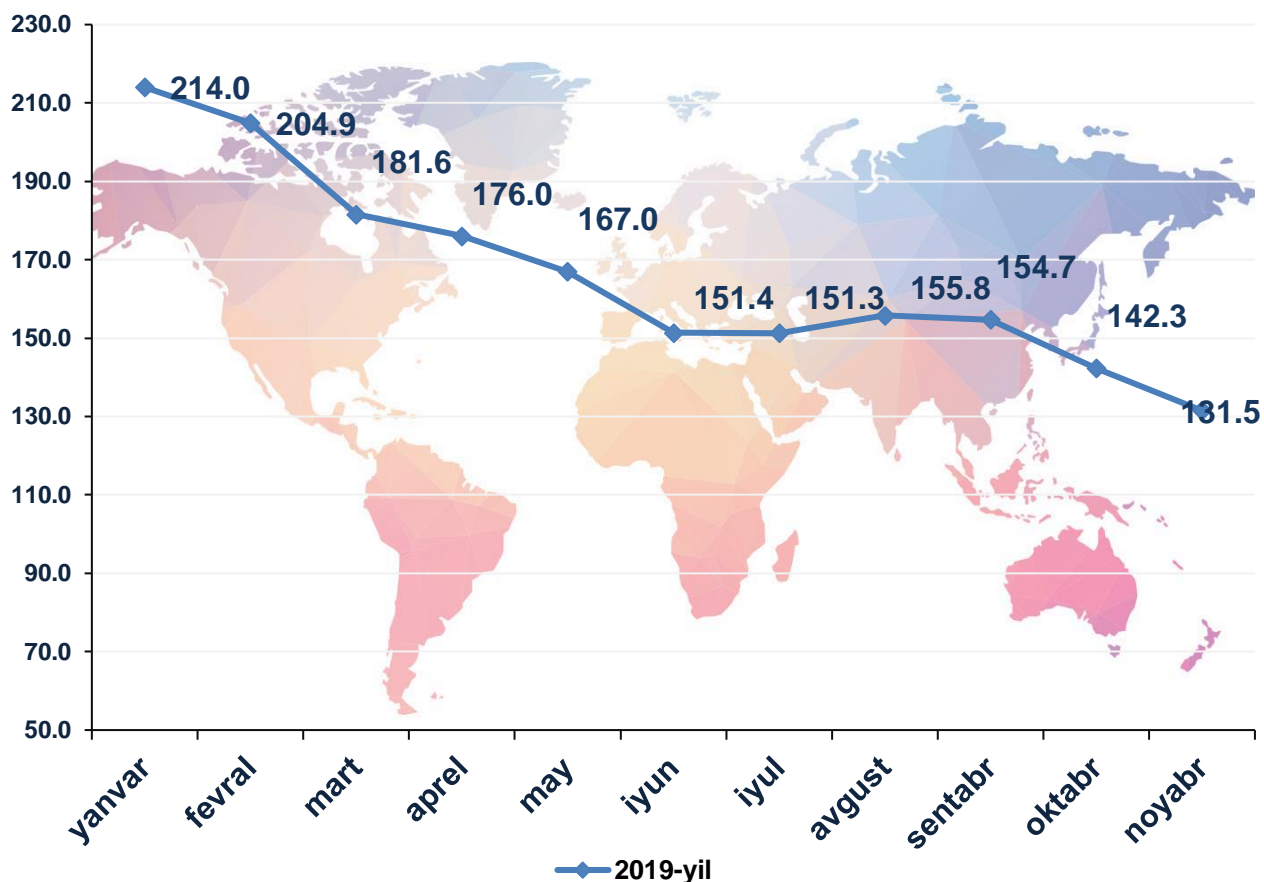 230.0
210.0
190.0
170.0
150.0
130.0
110.0
90.0
70.0
50.0
214.0
204.9
181.6
176.0
167.0
151.4
151.3
155.8
154.7
142.3
131.5
yanvar
fevral
mart
aprel
may
iyun
iyul
avgust
sentabr
oktabr
noyabr
2019-yil